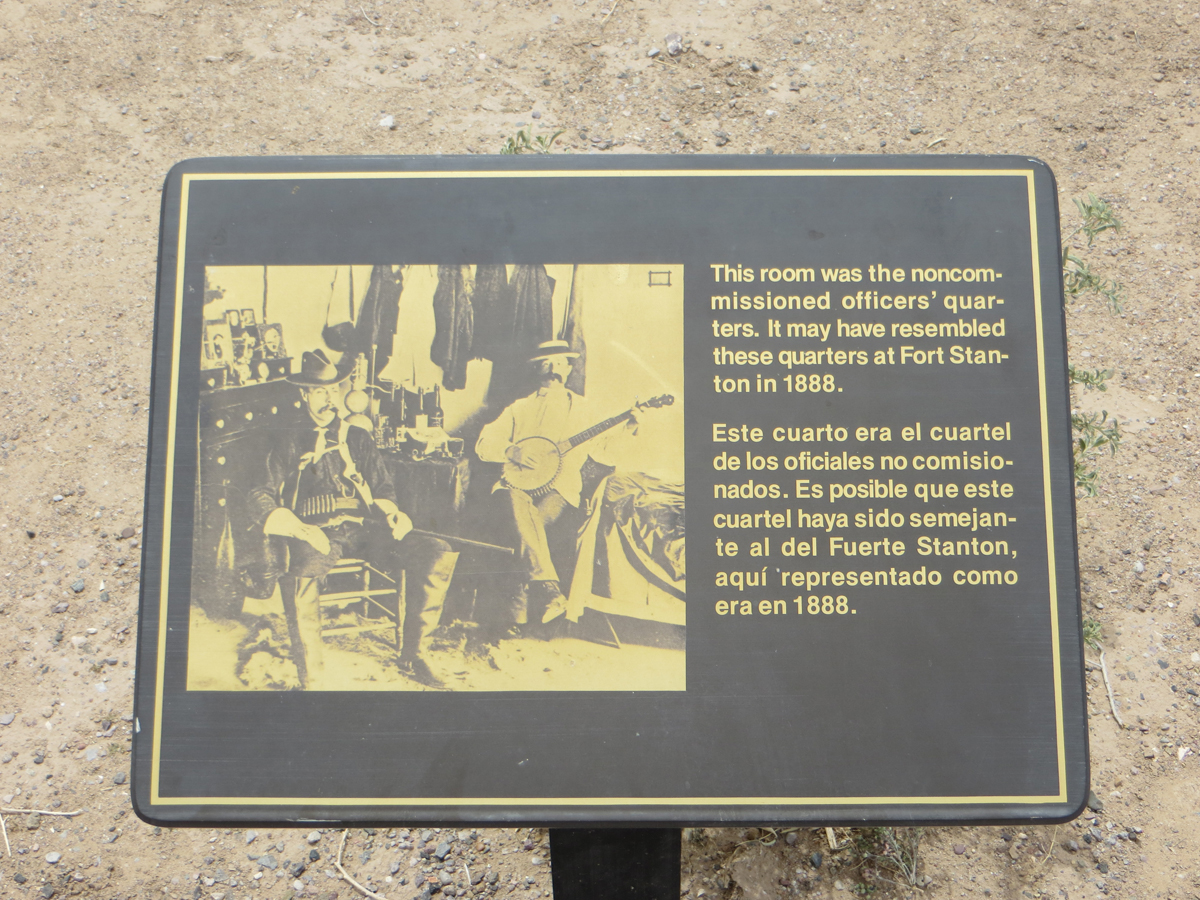 This room was the noncom-
missioned officers' quar-
ters. It may have resembled
these quarters at Fort Stan-
ton in 1888.
Este cuarto era el cuartel
de los oficiales no comisio-
nados. Es posible que este
cuartel haya sido semejan-
te al del Fuerte Stanton,
aquí representado como
era en 1888.